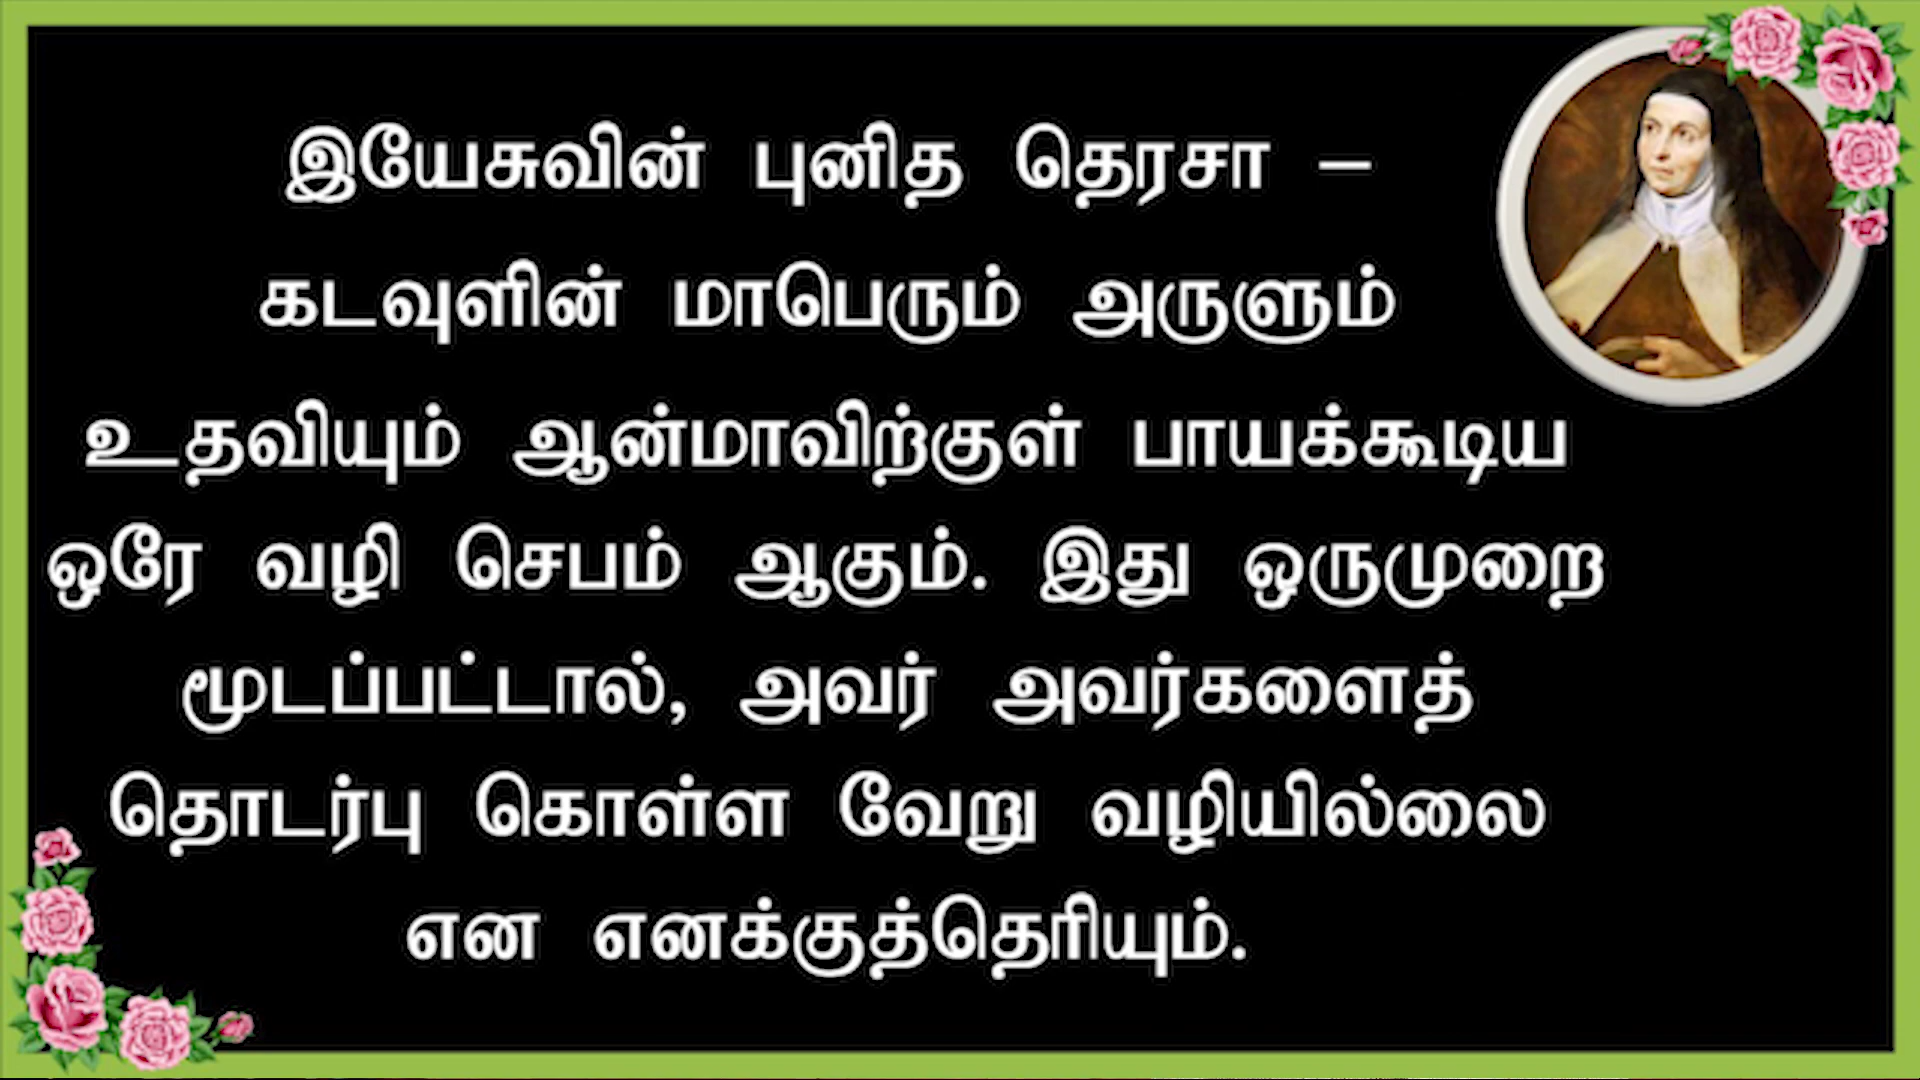 இயேசுவின் புனித தெரசா –
கடவுளின் மாபெரும் அருளும்
உதவியும் ஆன்மாவிற்குள் பாயக்கூடிய
ஒரே வழி செபம் ஆகும். இது ஒருமுறை
மூடப்பட்டால், அவர் அவர்களைத்
தொடர்பு கொள்ள வேறு வழியில்லை
என எனக்குத்தெரியும்.